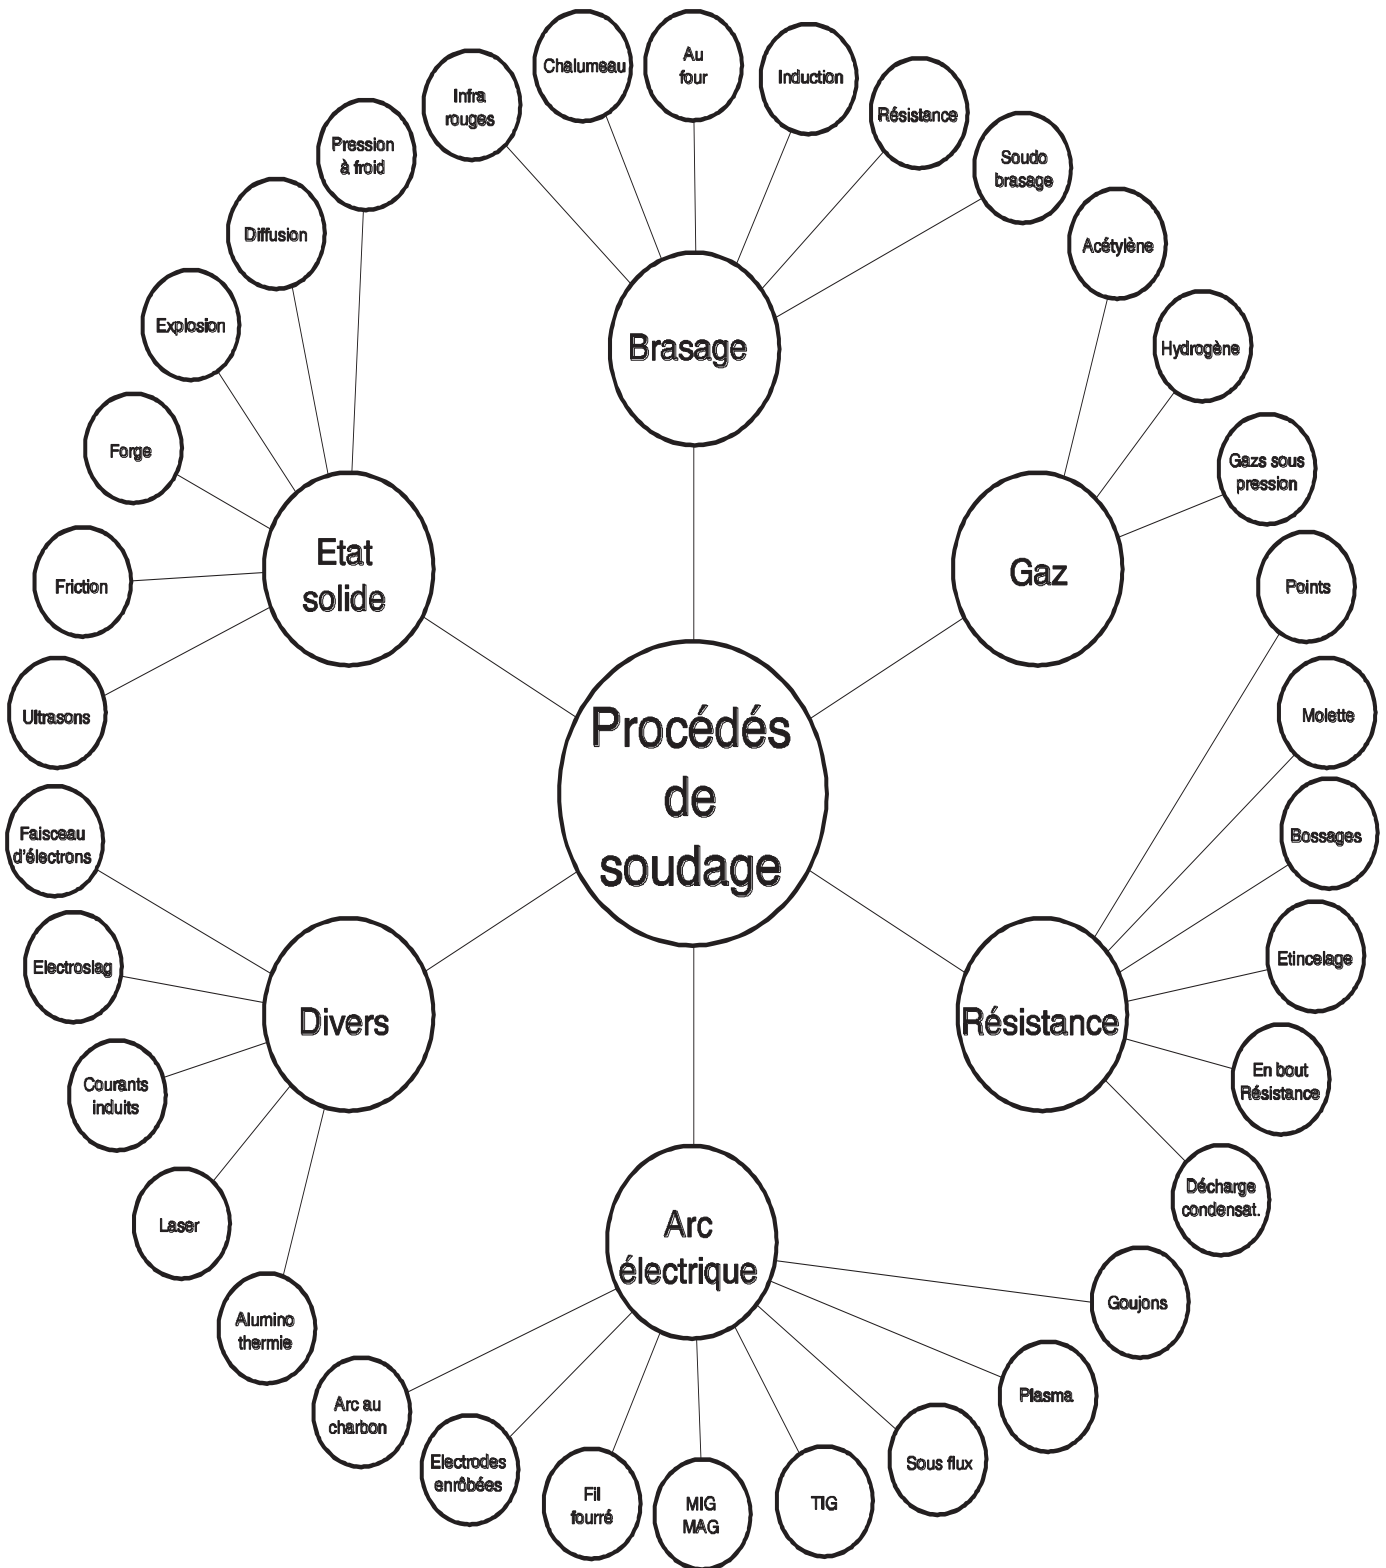 Chalumeau
Au
four
Induction
Infra
rouges
Résistance
Pression
à froid
Soudo
brasage
Diffusion
Acétylène
Explosion
Brasage
Hydrogène
Forge
Gazs sous
pression
Etat
solide
Gaz
Friction
Points
Ultrasons
Molette
Procédés
de
soudage
Faisceau
d'électrons
Bossages
Electroslag
Etincelage
Divers
Résistance
Courants
induits
En bout
Résistance
Laser
Décharge
condensat.
Arc
électrique
Goujons
Alumino
thermie
Plasma
Arc au
charbon
Electrodes
enrôbées
Sous flux
Fil
fourré
MIG
MAG
TIG